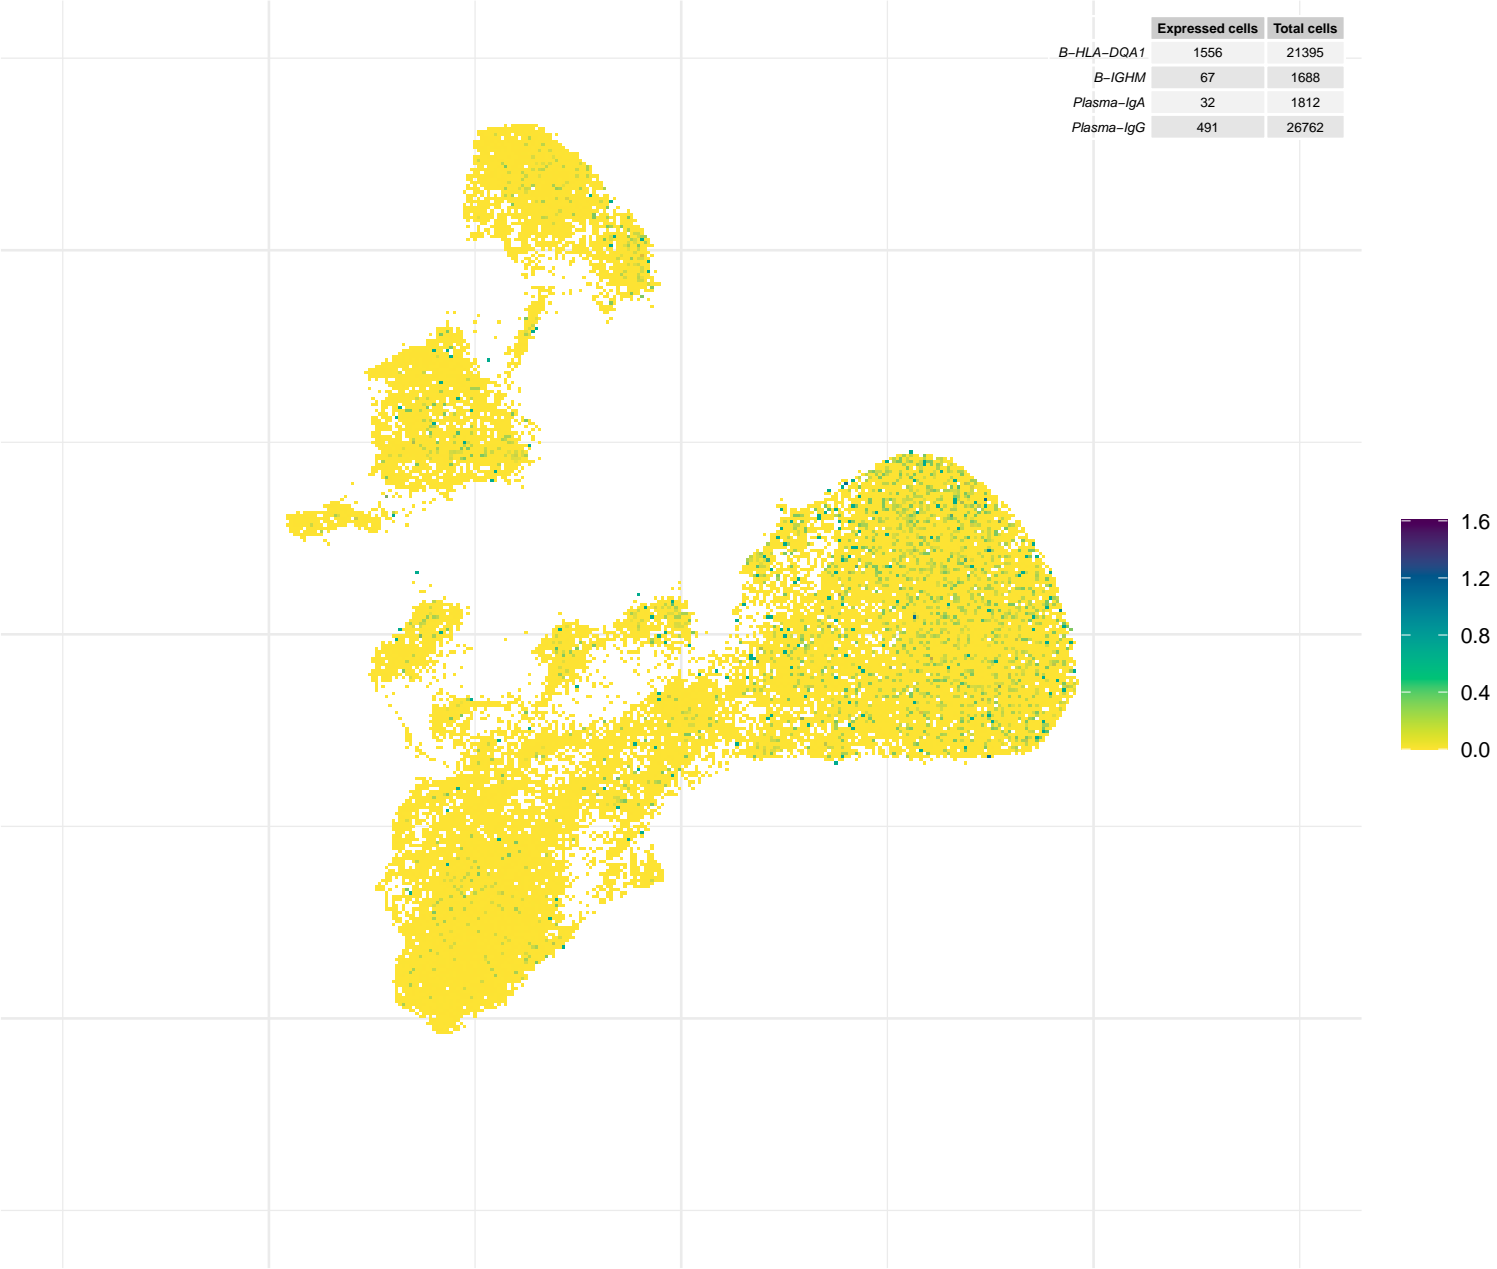 Expressed cells Total cells
B−HLA−DQA1 1556 21395
B−IGHM 67 1688
Plasma−IgA 32 1812
Plasma−IgG 491 26762
1.6
1.2
0.8
0.4
0.0